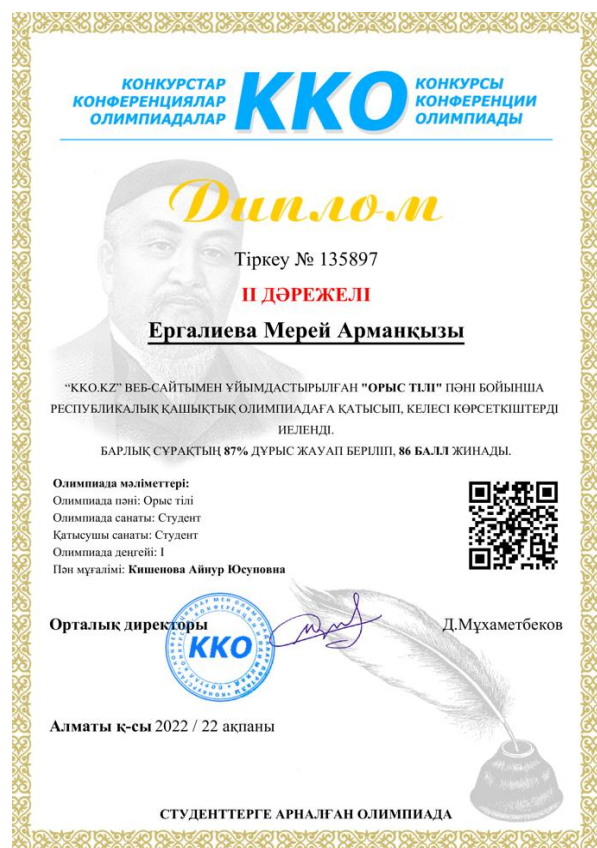 КОНКУРСТАР
КОНФЕРЕНЦИЯЛАР
ОЛИМПИАДАЛАР
ККО
КОНКУРСЫ
КОНФЕРЕНЦИИ
ОЛИМПИАДЫ
Диплом
Тіркеу № 135897
II ДӘРЕЖЕЛІ
Ергалиева Мерей Арманқызы
“KKO.KZ” ВЕБ-САЙТЫМЕН ҰЙЫМДАСТЫРЫЛҒАН "ОРЫС ТІЛІ" ПӘНІ БОЙЫНША
РЕСПУБЛИКАЛЫҚ ҚАШЫҚТЫҚ ОЛИМПИАДАҒА ҚАТЫСЫП, КЕЛЕСІ КӨРСЕТКІШТЕРДІ
ИЕЛЕНДІ.
БАРЛЫҚ СҰРАҚТЫҢ 87% ДҰРЫС ЖАУАП БЕРІЛІП, 86 БАЛЛ ЖИНАДЫ.
Олимпиада мәліметтері:
Олимпиада пәні: Орыс тілі
Олимпиада санаты: Студент
Қатысушы санаты: Студент
Олимпиада деңгейі: I
Пән мұғалімі: Кишенова Айнур Юсуповна
Орталық директоры
ККО
Д.Мұхаметбеков
Алматы қ-сы 2022 / 22 ақпаны
СТУДЕНТТЕРГЕ АРНАЛҒАН ОЛИМПИАДА